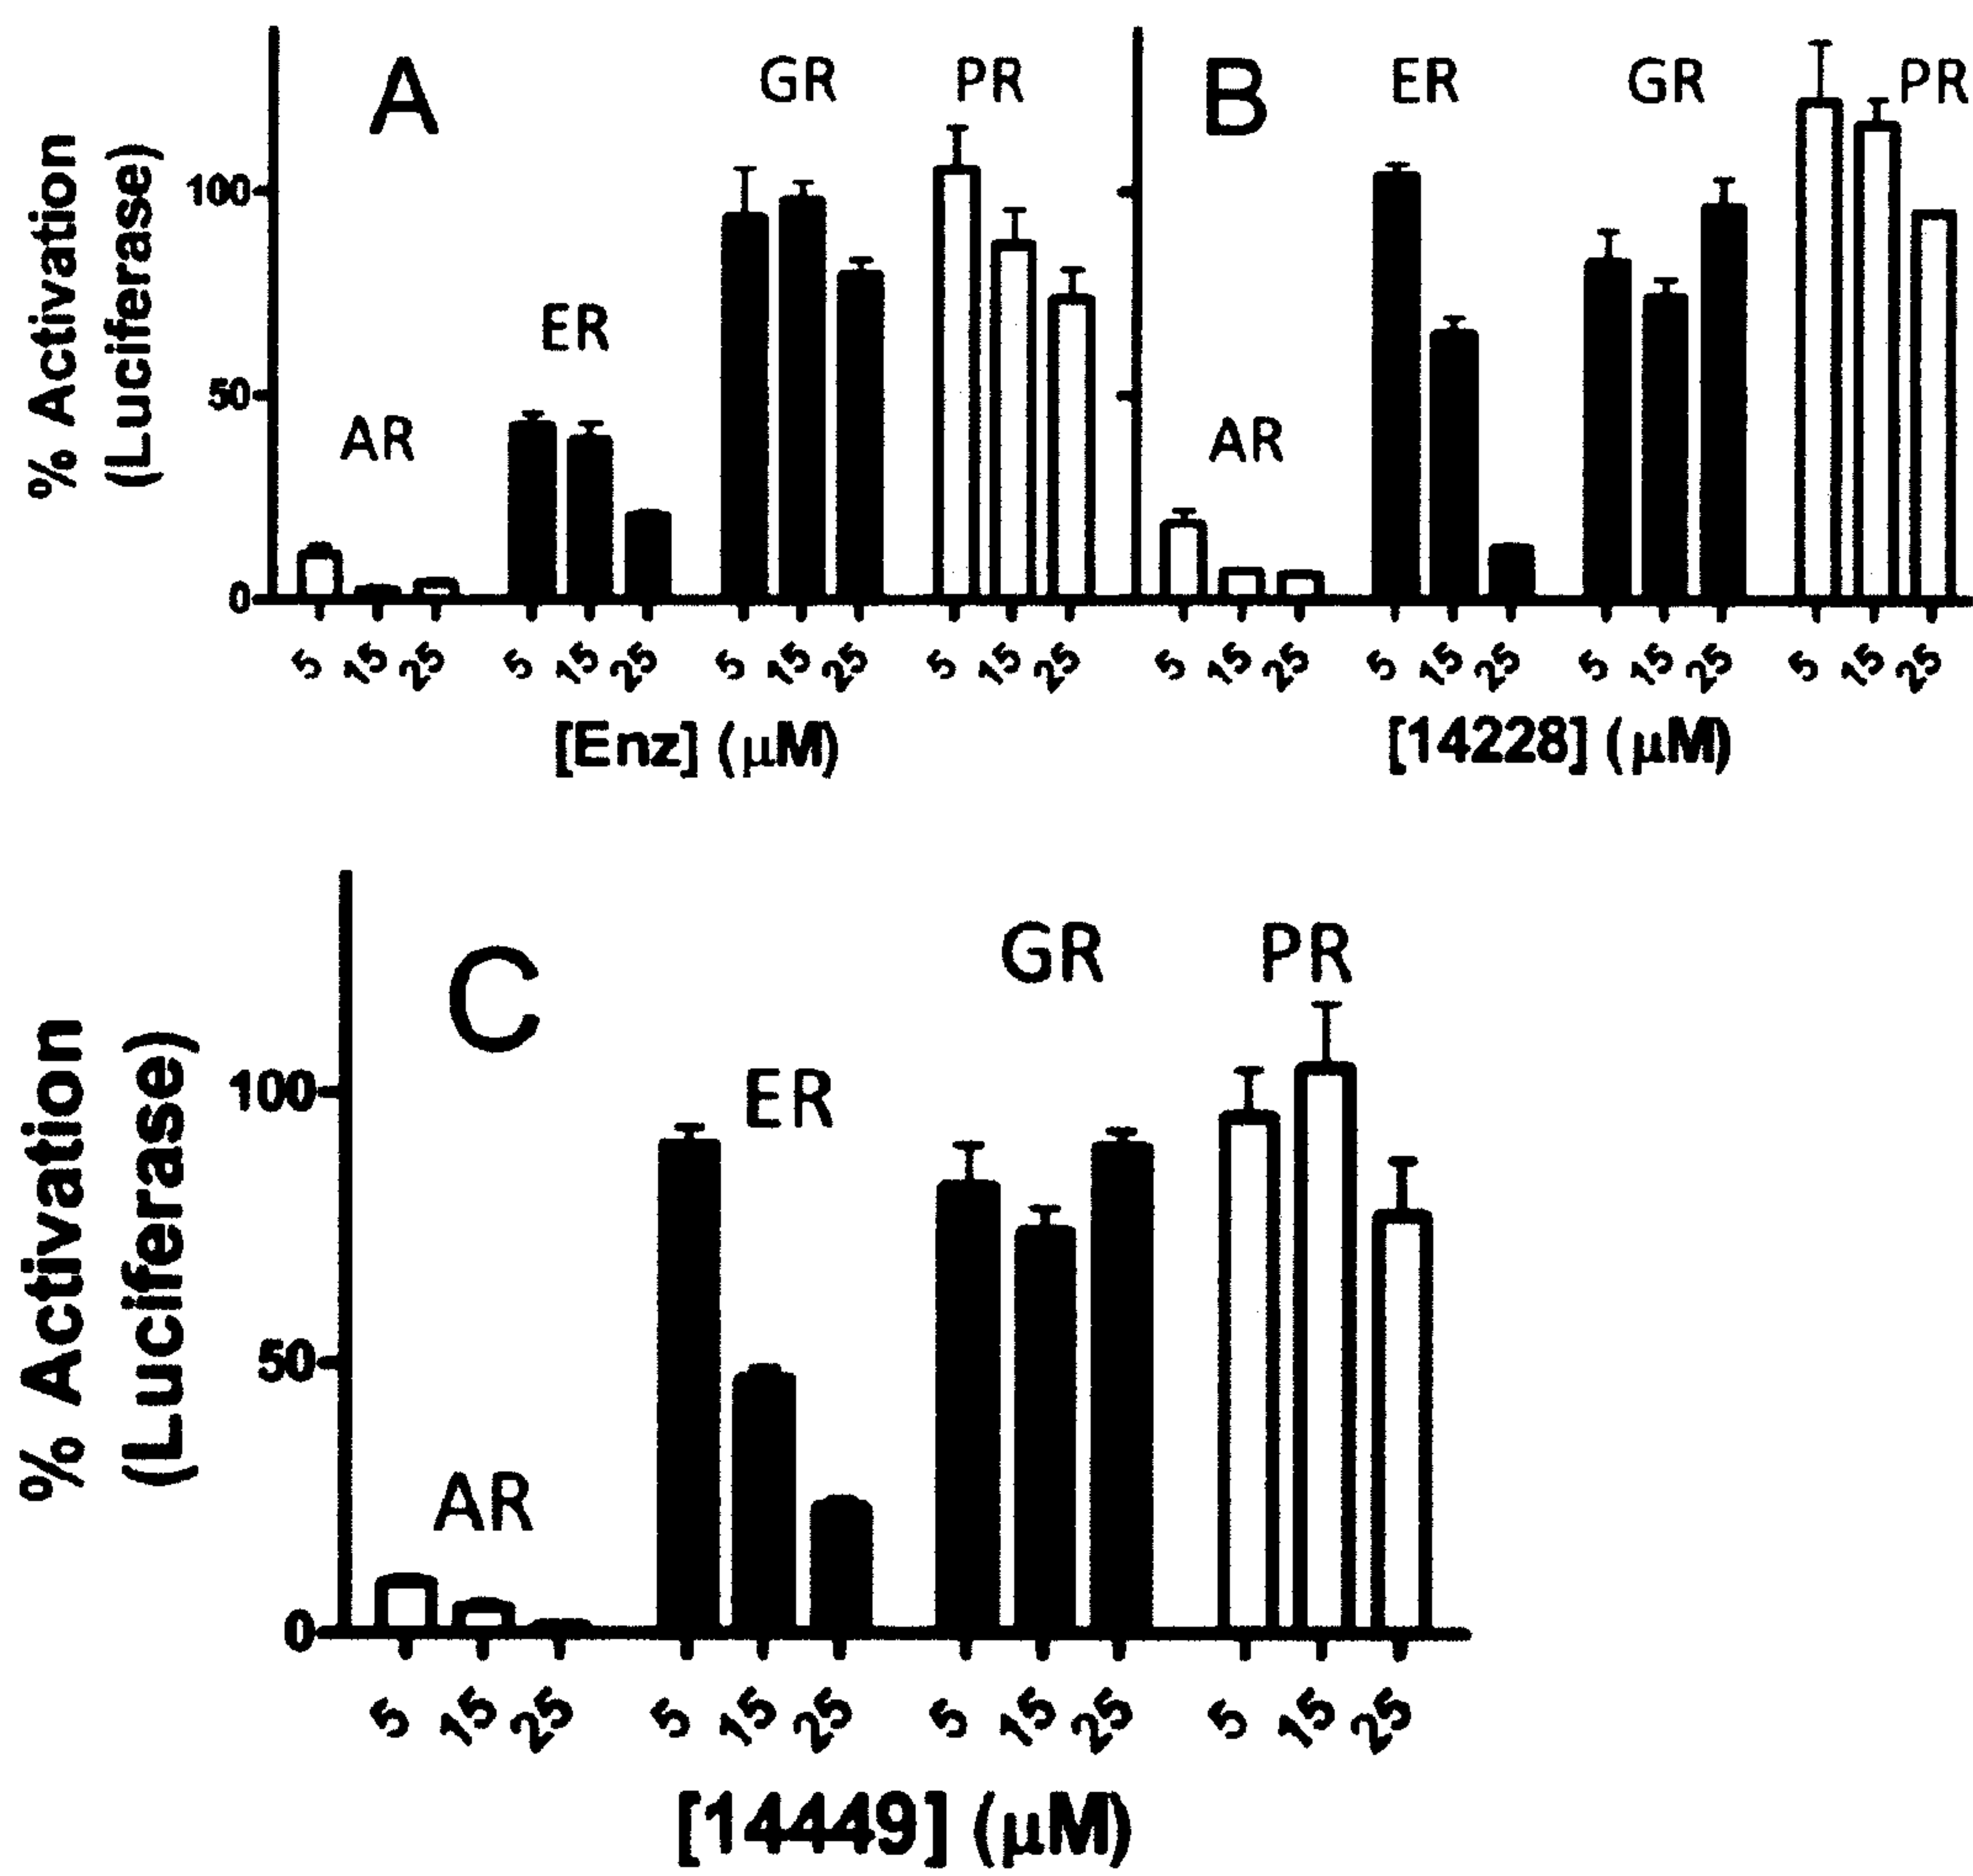 A
GR
PR
B
ER
GR
PR
% Activation
(Luciferase)
100
ER
50
AR
AR
0
5 15 25 5 15 25 5 15 25 5 15 25 5 15 25 5 15 25 5 15 25 5 15 25
[Enz] (μM)
[14228] (μM)
C
GR
PR
% Activation
(Luciferase)
100
ER
50
AR
0
5 15 25 5 15 25 5 15 25 5 15 25
[14449] (μM)